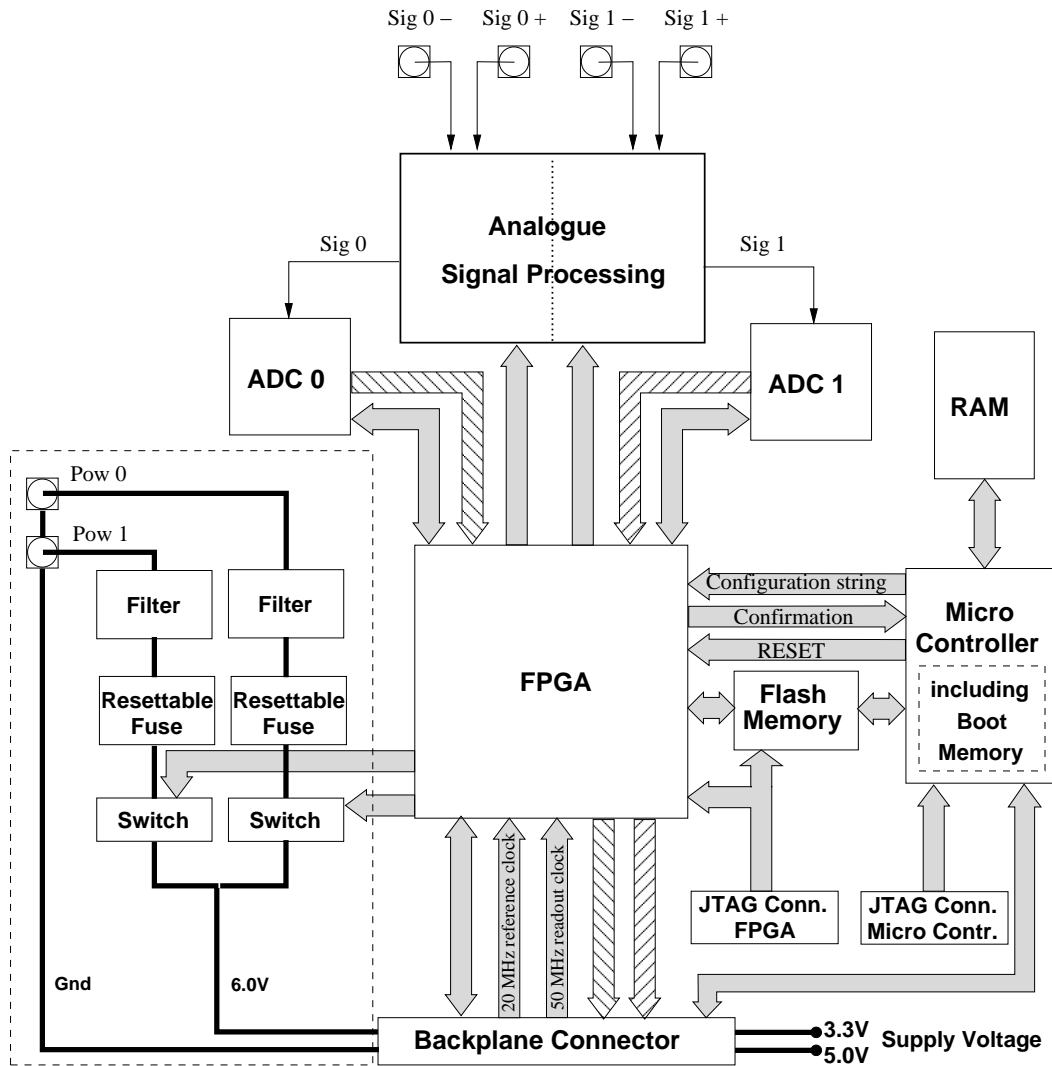 Sig 0 –
Sig 0 +
Sig 1 –
Sig 1 +
Analogue
Signal Processing
Sig 0
Sig 1
ADC 0
ADC 1
RAM
Pow 0
Pow 1
Filter
Filter
Resettable
Fuse
Resettable
Fuse
Switch
Switch
Gnd
6.0V
FPGA
Configuration string
Confirmation
RESET
Micro
Controller
including
Boot
Memory
Flash
Memory
20 MHz reference clock
50 MHz readout clock
JTAG Conn.
FPGA
JTAG Conn.
Micro Contr.
Backplane Connector
3.3V
5.0V
Supply Voltage